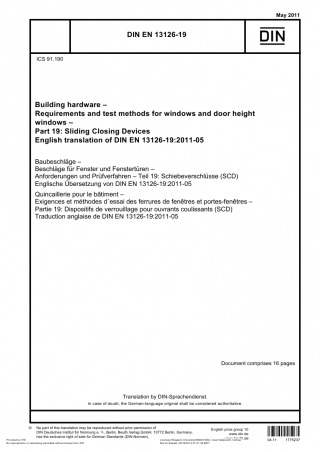 May 2011
DIN EN 13126-19
DIN
ICS 91.190
Building hardware –
Requirements and test methods for windows and door height
windows –
Part 19: Sliding Closing Devices
English translation of DIN EN 13126-19:2011-05
Baubeschläge –
Beschläge für Fenster und Fenstertüren –
Anforderungen und Prüfverfahren – Teil 19: Schiebeverschlüsse (SCD)
Englische Übersetzung von DIN EN 13126-19:2011-05
Quincaillerie pour le bâtiment –
Exigences et méthodes d´essai des ferrures de fenêtres et portes-fenêtres –
Partie 19: Dispositifs de verrouillage pour ouvrants coulissants (SCD)
Traduction anglaise de DIN EN 13126-19:2011-05
Document comprises 16 pages
Translation by DIN-Sprachendienst.
In case of doubt, the German-language original shall be considered authoritative.
© No part of this translation may be reproduced without prior permission of
DIN Deutsches Institut für Normung e. V., Berlin. Beuth Verlag GmbH, 10772 Berlin, Germany,
has the exclusive right of sale for German Standards (DIN-Normen).
English price group 10
www.din.de
04.11 1775237